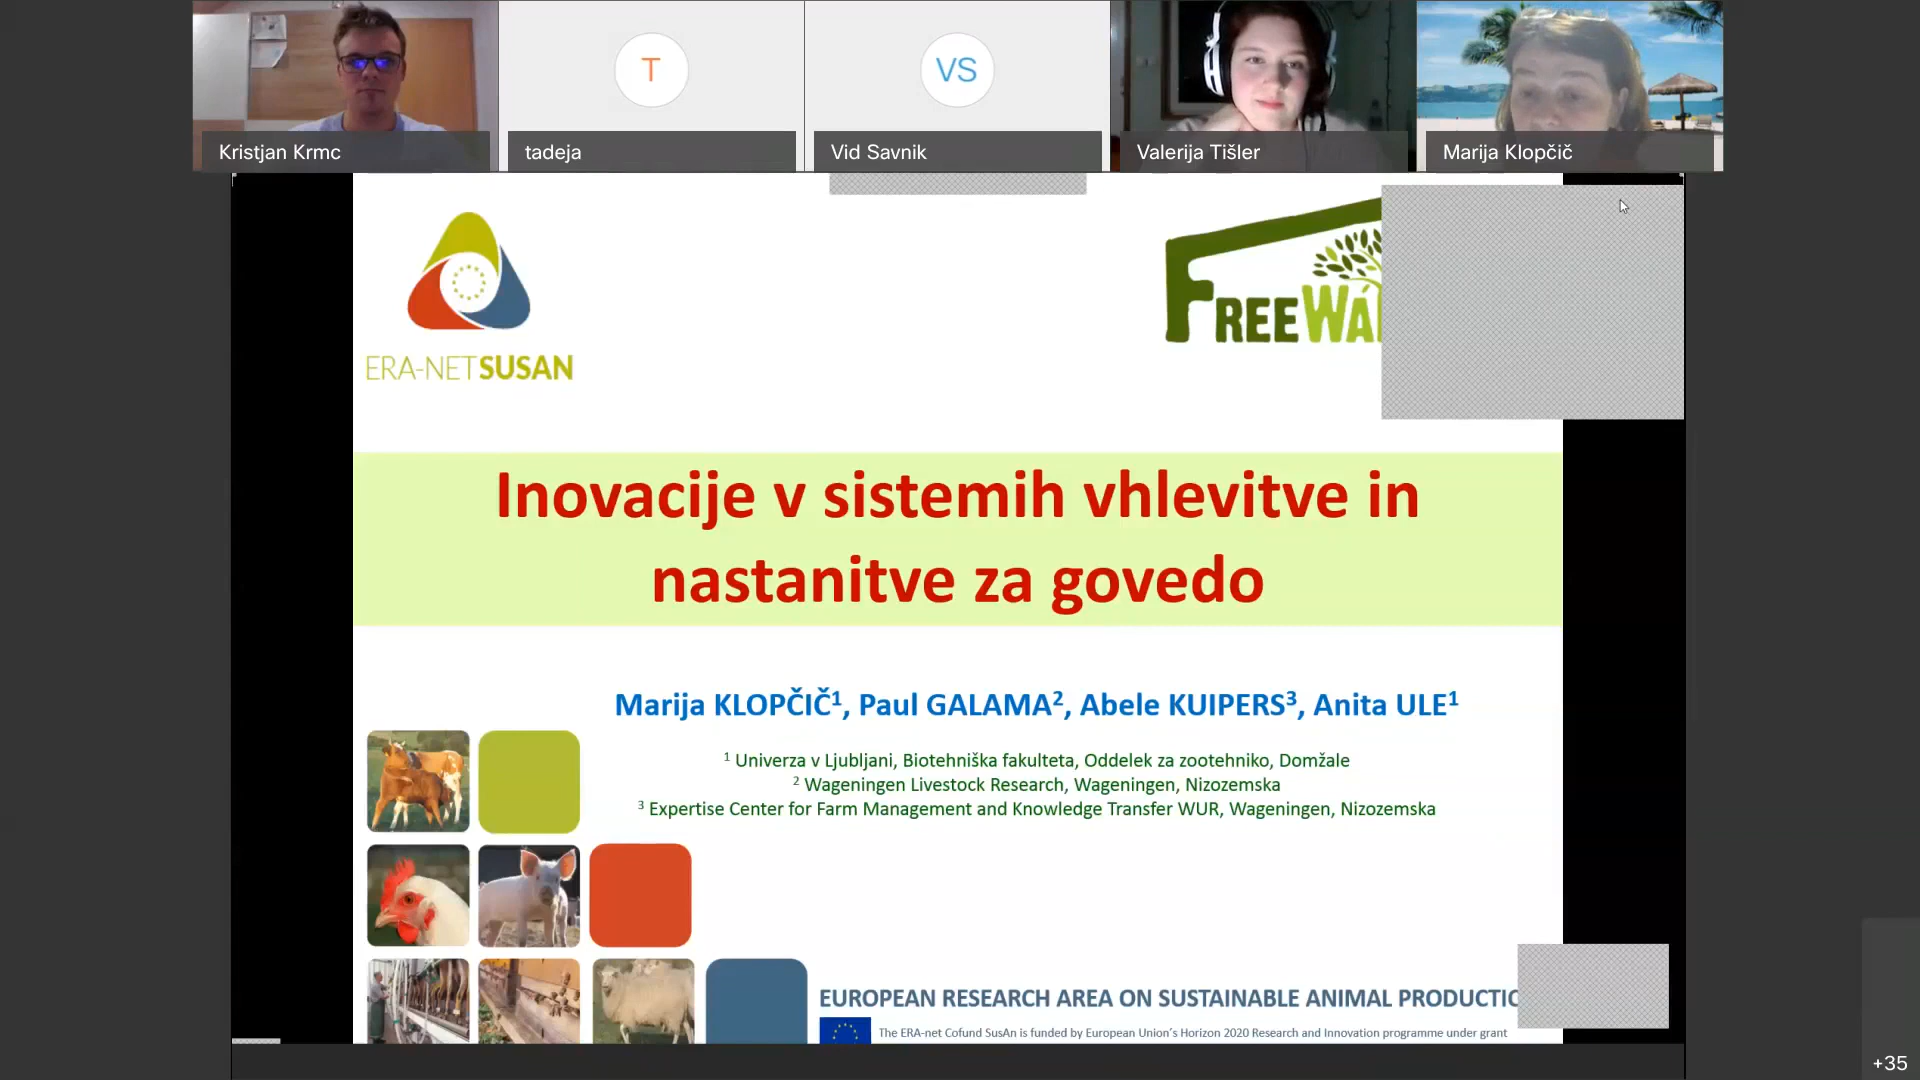 T
VS
Kristjan Krmc
tadeja
Vid Savnik
Valerija Tišler
Marija Klopčič
ERA-NET SUSAN
FREEWA
Inovacije v sistemih vhlevitve in
nastanitve za govedo
Marija KLOPČIČ¹, Paul GALAMA², Abele KUIPERS³, Anita ULE¹
¹ Univerza v Ljubljani, Biotehniška fakulteta, Oddelek za zootehniko, Domžale
² Wageningen Livestock Research, Wageningen, Nizozemska
³ Expertise Center for Farm Management and Knowledge Transfer WUR, Wageningen, Nizozemska
EUROPEAN RESEARCH AREA ON SUSTAINABLE ANIMAL PRODUCTIO
The ERA-net Cofund SusAn is funded by European Union's Horizon 2020 Research and Innovation programme under grant
+35